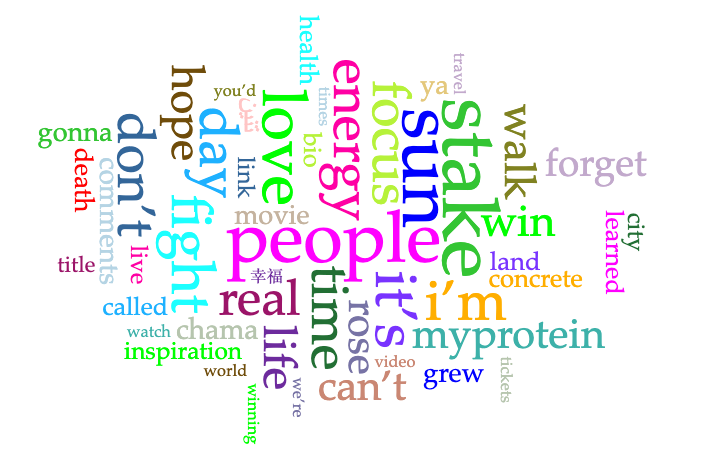 health
travel
energy
you'd
hope
times
focus
ya
love
sun
stake
day
bio
walk
gonna
don't
death
link
forget
comments
movie
people
win
fight
live
city
learned
title
幸福
land
concrete
called
real
time
it's
i'm
watch
chama
life
rose
myprotein
inspiration
video
world
we're
can't
grew
tickets
winning